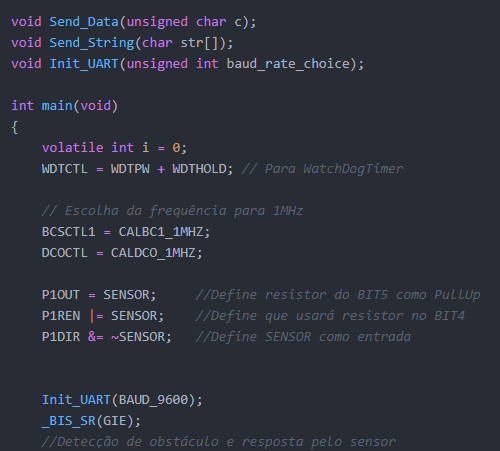 void Send_Data(unsigned char c);
void Send_String(char str[]);
void Init_UART(unsigned int baud_rate_choice);
int main(void)
{
volatile int i = 0;
WDTCTL = WDTPW + WDTHOLD; // Para WatchDogTimer
// Escolha da frequência para 1MHz
BCSCTL1 = CALBC1_1MHZ;
DCOCTL = CALDCO_1MHZ;
P1OUT = SENSOR; //Define resistor do BIT5 como PullUp
P1REN |= SENSOR; //Define que usará resistor no BIT4
P1DIR &= ~SENSOR; //Define SENSOR como entrada
Init_UART(BAUD_9600);
_BIS_SR(GIE);
//Detecção de obstáculo e resposta pelo sensor